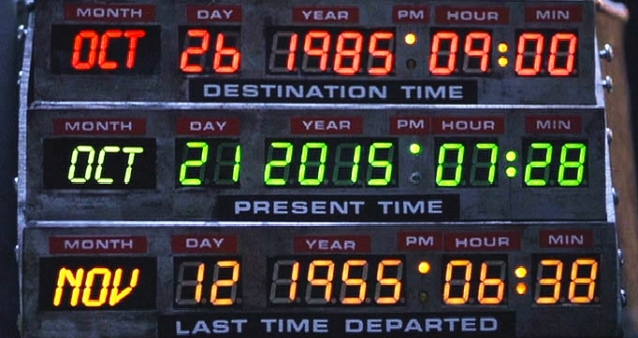 MONTH DAY YEAR PM HOUR MIN
OCT 26 1985 09:00
DESTINATION TIME
MONTH DAY YEAR PM HOUR MIN
OCT 21 2015 07:28
PRESENT TIME
MONTH DAY YEAR PM HOUR MIN
NOV 12 1955 06:38
LAST TIME DEPARTED